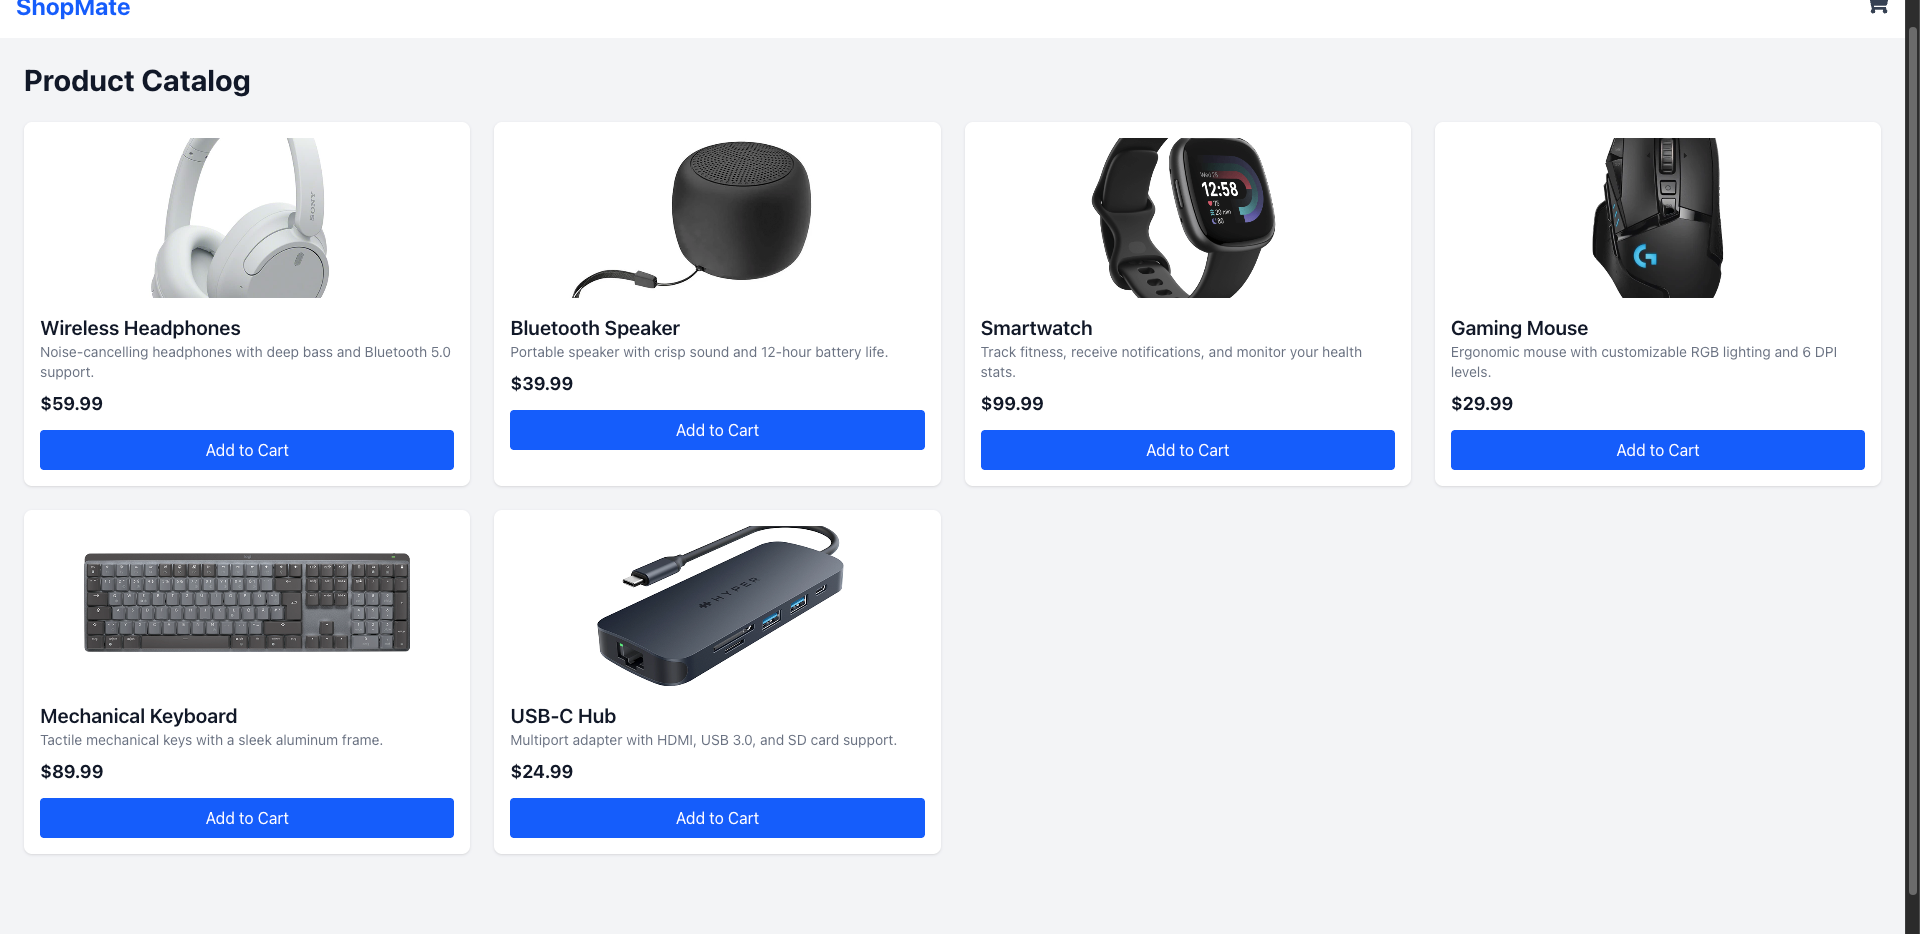 ShopMate
Product Catalog
SONY
Wed 28
12:58
Wireless Headphones
Noise-cancelling headphones with deep bass and Bluetooth 5.0
support.
$59.99
Add to Cart
Bluetooth Speaker
Portable speaker with crisp sound and 12-hour battery life.
$39.99
Add to Cart
Smartwatch
Track fitness, receive notifications, and monitor your health
stats.
$99.99
Add to Cart
Gaming Mouse
Ergonomic mouse with customizable RGB lighting and 6 DPI
levels.
$29.99
Add to Cart
HYPER
Mechanical Keyboard
Tactile mechanical keys with a sleek aluminum frame.
$89.99
Add to Cart
USB-C Hub
Multiport adapter with HDMI, USB 3.0, and SD card support.
$24.99
Add to Cart